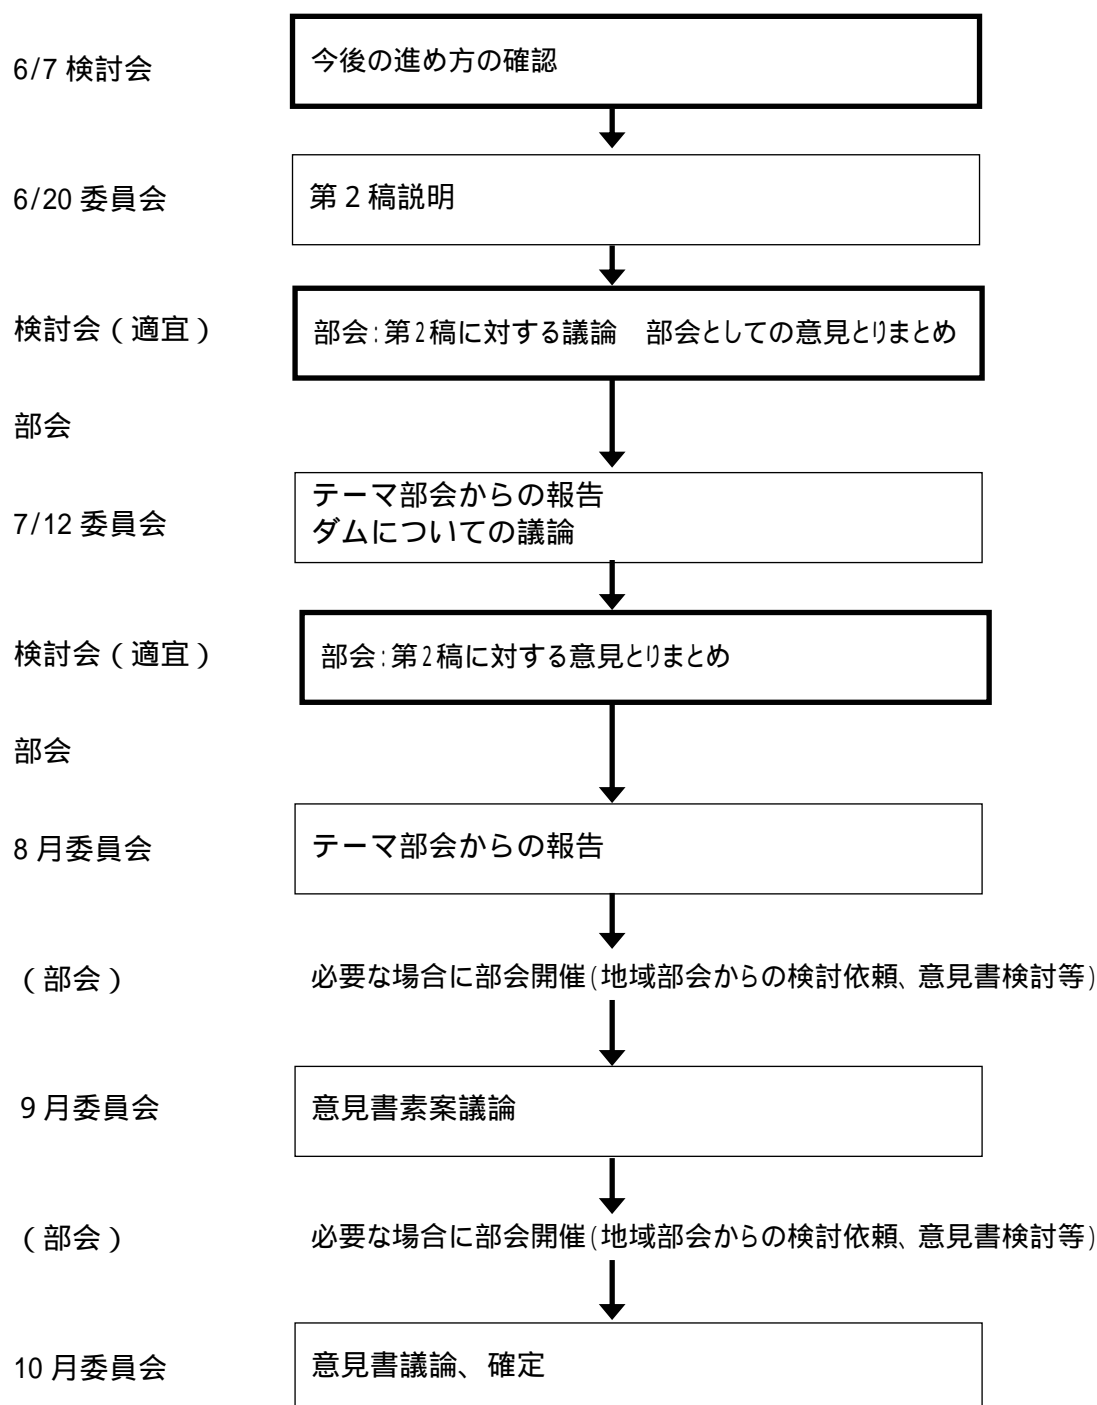 6/7 検討会
今後の進め方の確認
6/20 委員会
第２稿説明
検討会（適宜）
部会:第2稿に対する議論　部会としての意見とりまとめ
部会
テーマ部会からの報告
7/12 委員会
ダムについての議論
検討会（適宜）
部会:第2稿に対する意見とりまとめ
部会
8 月委員会
テーマ部会からの報告
（部会）
必要な場合に部会開催(地域部会からの検討依頼、意見書検討等)
9 月委員会
意見書素案議論
（部会）
必要な場合に部会開催(地域部会からの検討依頼、意見書検討等)
10 月委員会
意見書議論、確定